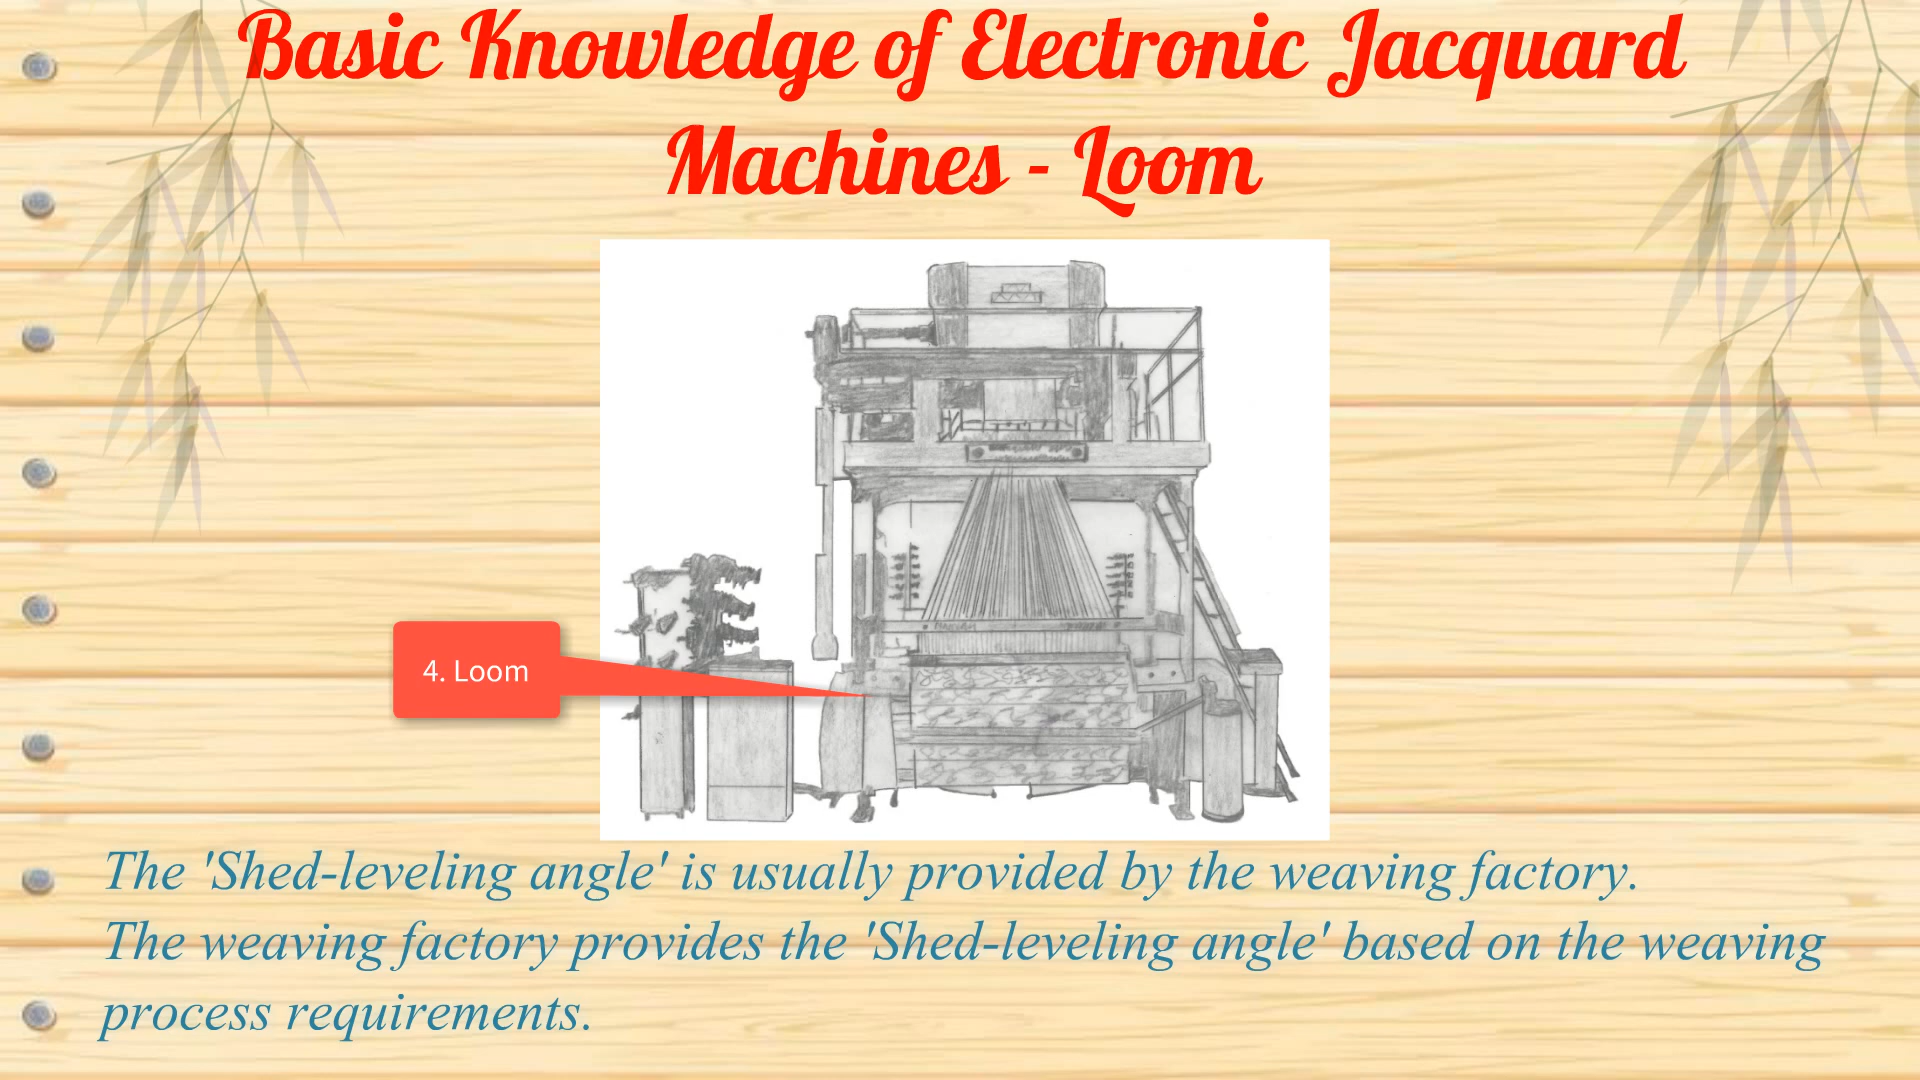 Basic Knowledge of Electronic Jacquard
Machines - Loom
4. Loom
The 'Shed-leveling angle' is usually provided by the weaving factory.
The weaving factory provides the 'Shed-leveling angle' based on the weaving
process requirements.